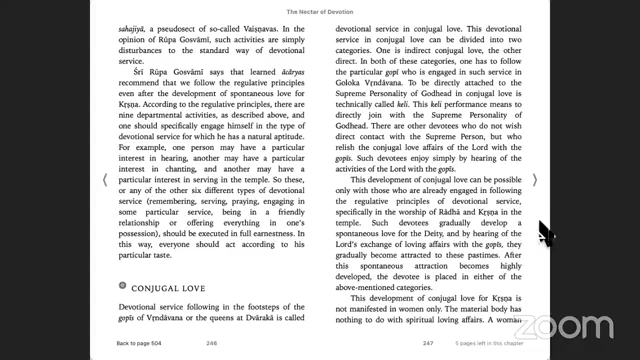 The Nectar of Devotion
sahajiyā, a pseudosect of so-called Vaiṣṇavas. In the
opinion of Rūpa Gosvāmī, such activities are simply
disturbances to the standard way of devotional
service.
Śrī Rūpa Gosvāmī says that learned ācāryas
recommend that we follow the regulative principles
even after the development of spontaneous love for
Kṛṣṇa. According to the regulative principles, there are
nine departmental activities, as described above, and
one should specifically engage himself in the type of
devotional service for which he has a natural aptitude.
For example, one person may have a particular
interest in hearing, another may have a particular
interest in chanting, and another may have a
particular interest in serving in the temple. So these,
or any of the other six different types of devotional
service (remembering, serving, praying, engaging in
some particular service, being in a friendly
relationship or offering everything in one's
possession), should be executed in full earnestness. In
this way, everyone should act according to his
particular taste.
CONJUGAL LOVE
Devotional service following in the footsteps of the
gopīs of Vṛndāvana or the queens at Dvārakā is called
devotional service in conjugal love. This devotional
service in conjugal love can be divided into two
categories. One is indirect conjugal love, the other
direct. In both of these categories, one has to follow
the particular gopī who is engaged in such service in
Goloka Vṛndāvana. To be directly attached to the
Supreme Personality of Godhead in conjugal love is
technically called keli. This keli performance means to
directly join with the Supreme Personality of
Godhead. There are other devotees who do not wish
direct contact with the Supreme Person, but who
relish the conjugal love affairs of the Lord with the
gopīs. Such devotees enjoy simply by hearing of the
activities of the Lord with the gopīs.
This development of conjugal love can be possible
only with those who are already engaged in following
the regulative principles of devotional service,
specifically in the worship of Rādhā and Kṛṣṇa in the
temple. Such devotees gradually develop a
spontaneous love for the Deity, and by hearing of the
Lord's exchange of loving affairs with the gopīs, they
gradually become attracted to these pastimes. After
this spontaneous attraction becomes highly
developed, the devotee is placed in either of the
above-mentioned categories.
This development of conjugal love for Kṛṣṇa is
not manifested in women only. The material body has
nothing to do with spiritual loving affairs. A woman
Back to page 504
246
247
5 pages left in this chapter
zoom